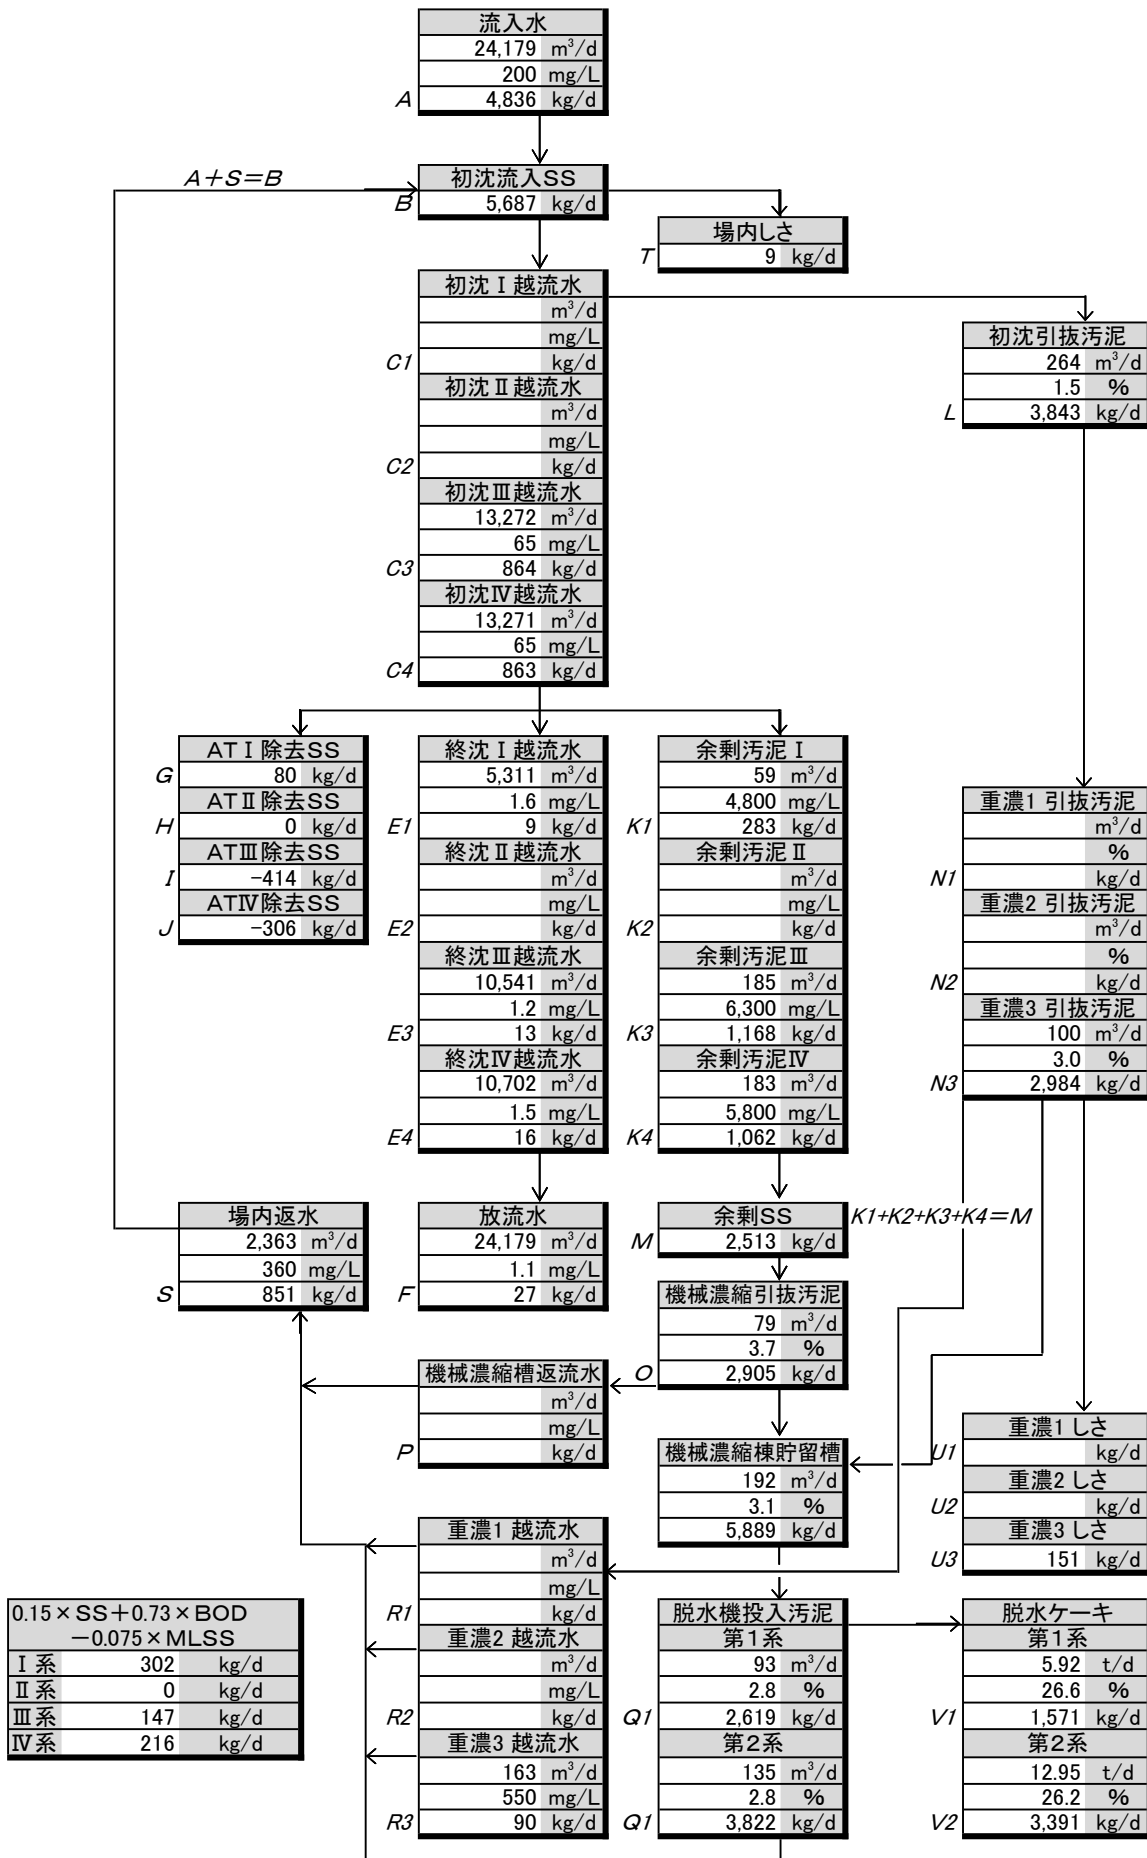 流入水
24,179 m³/d
200 mg/L
A 4,836 kg/d
A+S=B
初沈流入SS
B 5,687 kg/d
場内しさ
T 9 kg/d
初沈Ⅰ越流水
m³/d
mg/L
C1 kg/d
初沈Ⅱ越流水
m³/d
mg/L
C2 kg/d
初沈Ⅲ越流水
13,272 m³/d
65 mg/L
C3 864 kg/d
初沈Ⅳ越流水
13,271 m³/d
65 mg/L
C4 863 kg/d
初沈引抜汚泥
264 m³/d
1.5 %
L 3,843 kg/d
ATⅠ除去SS
G 80 kg/d
ATⅡ除去SS
H 0 kg/d
ATⅢ除去SS
I -414 kg/d
ATⅣ除去SS
J -306 kg/d
終沈Ⅰ越流水
5,311 m³/d
1.6 mg/L
E1 9 kg/d
終沈Ⅱ越流水
m³/d
mg/L
E2 kg/d
終沈Ⅲ越流水
10,541 m³/d
1.2 mg/L
E3 13 kg/d
終沈Ⅳ越流水
10,702 m³/d
1.5 mg/L
E4 16 kg/d
余剰汚泥Ⅰ
59 m³/d
4,800 mg/L
K1 283 kg/d
余剰汚泥Ⅱ
m³/d
mg/L
K2 kg/d
余剰汚泥Ⅲ
185 m³/d
6,300 mg/L
K3 1,168 kg/d
余剰汚泥Ⅳ
183 m³/d
5,800 mg/L
K4 1,062 kg/d
重濃1 引抜汚泥
m³/d
%
N1 kg/d
重濃2 引抜汚泥
m³/d
%
N2 kg/d
重濃3 引抜汚泥
100 m³/d
3.0 %
N3 2,984 kg/d
場内返水
2,363 m³/d
360 mg/L
S 851 kg/d
放流水
24,179 m³/d
1.1 mg/L
F 27 kg/d
余剰SS
M 2,513 kg/d
K1+K2+K3+K4=M
機械濃縮引抜汚泥
79 m³/d
3.7 %
O 2,905 kg/d
機械濃縮槽返流水
m³/d
mg/L
P kg/d
機械濃縮棟貯留槽
192 m³/d
3.1 %
5,889 kg/d
重濃1 しさ
U1 kg/d
重濃2 しさ
U2 kg/d
重濃3 しさ
U3 151 kg/d
重濃1 越流水
m³/d
mg/L
R1 kg/d
重濃2 越流水
m³/d
mg/L
R2 kg/d
重濃3 越流水
163 m³/d
550 mg/L
R3 90 kg/d
0.15×SS+0.73×BOD
-0.075×MLSS
Ⅰ系 302 kg/d
Ⅱ系 0 kg/d
Ⅲ系 147 kg/d
Ⅳ系 216 kg/d
脱水機投入汚泥
第1系
93 m³/d
2.8 %
Q1 2,619 kg/d
第2系
135 m³/d
2.8 %
Q1 3,822 kg/d
脱水ケーキ
第1系
5.92 t/d
26.6 %
V1 1,571 kg/d
第2系
12.95 t/d
26.2 %
V2 3,391 kg/d